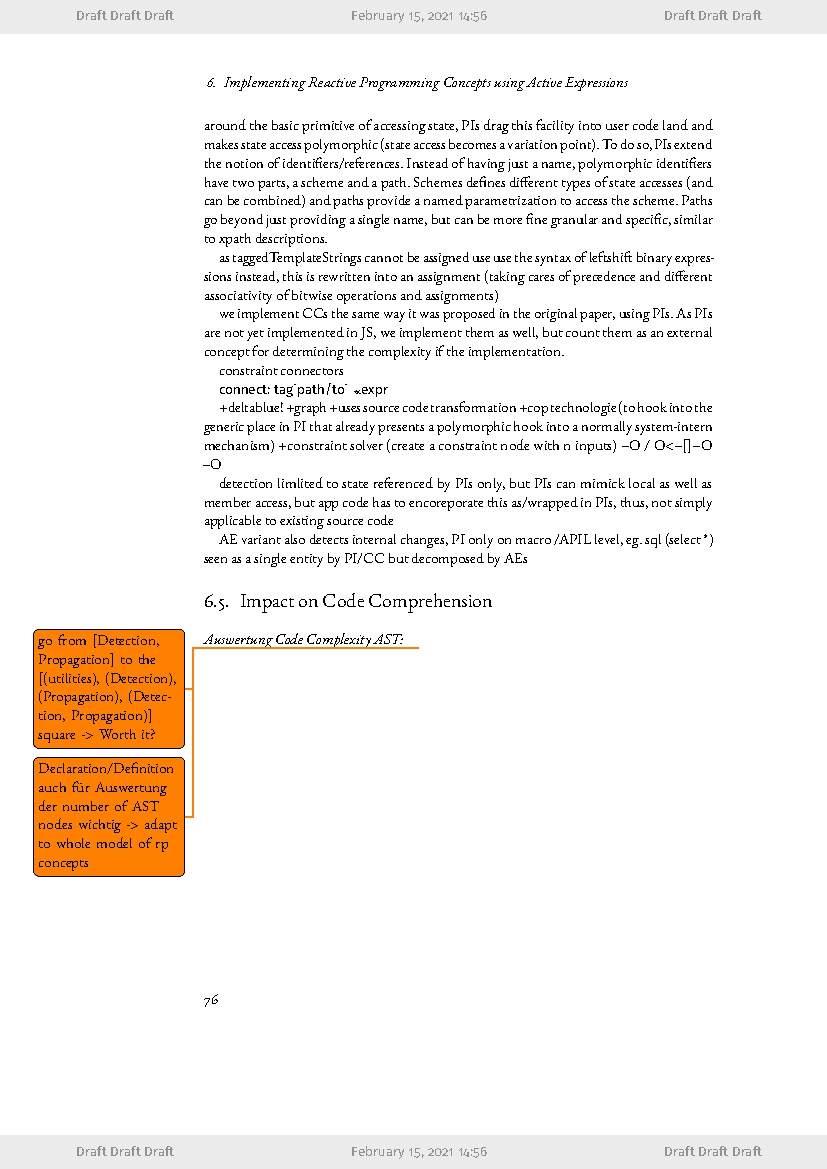 Draft Draft Draft February 15, 2021 14:56 Draft Draft Draft
6. Implementing Reactive Programming Concepts using Active Expressions
around the basic primitive of accessing state, PIs drag this facility into user code land and
makes state access polymorphic (state access becomes a variation point). To do so, PIs extend
the notion of identifiers/references. Instead of having just a name, polymorphic identifiers
have two parts, a scheme and a path. Schemes defines different types of state accesses (and
can be combined) and paths provide a named parametrization to access the scheme. Paths
go beyond just providing a single name, but can be more fine granular and specific, similar
to xpath descriptions.
as taggedTemplateStrings cannot be assigned use use the syntax of leftshift binary expres-
sions instead, this is rewritten into an assignment (taking cares of precedence and different
associativity of bitwise operations and assignments)
we implement CCs the same way it was proposed in the original paper, using PIs. As PIs
are not yet implemented in JS, we implement them as well, but count them as an external
concept for determining the complexity if the implementation.
constraint connectors
connect: tag`path/to` «.expr
+deltablue! +graph +uses source code transformation +cop technologie (to hook into the
generic place in PI that already presents a polymorphic hook into a normally system-intern
mechanism) +constraint solver (create a constraint node with n inputs) –O / O<–[]–O
–O
detection limlited to state referenced by PIs only, but PIs can mimick local as well as
member access, but app code has to encoreporate this as/wrapped in PIs, thus, not simply
applicable to existing source code
AE variant also detects internal changes, PI only on macro /APIL level, eg. sql (select * )
seen as a single entity by PI/CC but decomposed by AEs
6.5. Impact on Code Comprehension
Auswertung Code Complexity AST:
go from [Detection,
Propagation] to the
[(utilities), (Detection),
(Propagation), (Detec-
tion, Propagation)]
square -> Worth it?
Declaration/Definition
auch für Auswertung
der number of AST
nodes wichtig -> adapt
to whole model of rp
concepts
76
Draft Draft Draft February 15, 2021 14:56 Draft Draft Draft